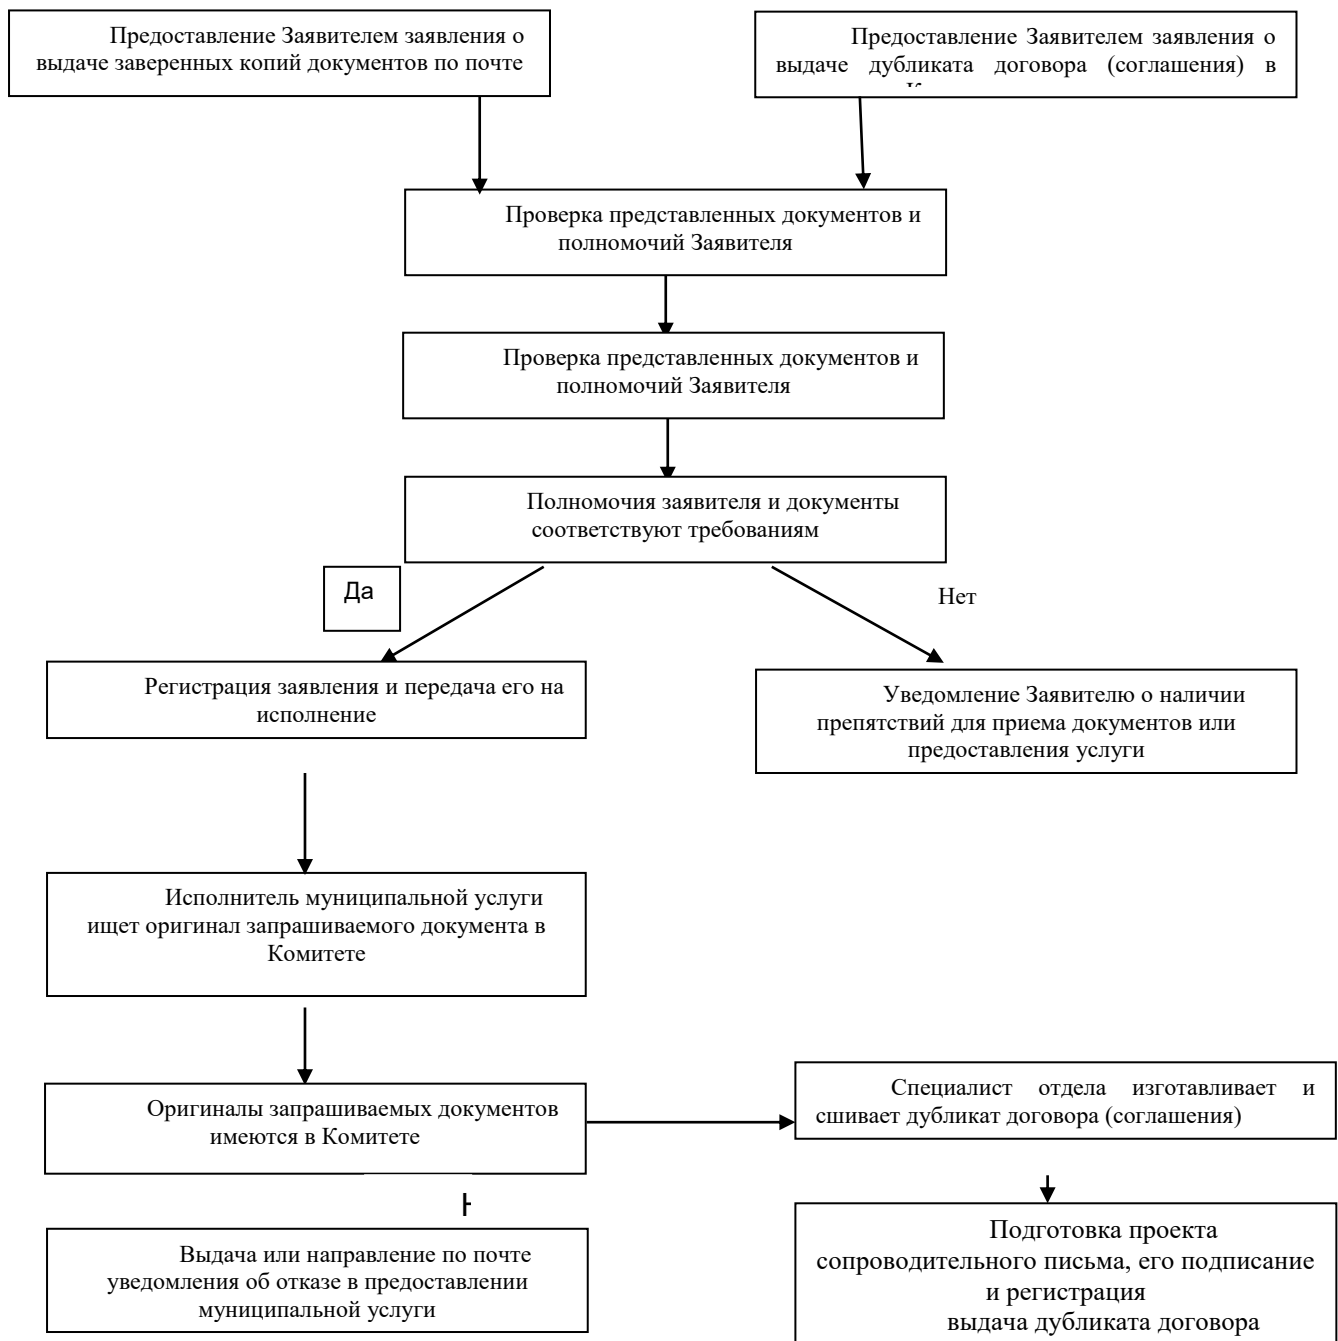 Предоставление Заявителем заявления о
выдаче заверенных копий документов по почте
Предоставление Заявителем заявления о
выдаче дубликата договора (соглашения) в
Проверка представленных документов и
полномочий Заявителя
Проверка представленных документов и
полномочий Заявителя
Полномочия заявителя и документы
соответствуют требованиям
Да
Нет
Регистрация заявления и передача его на
исполнение
Уведомление Заявителю о наличии
препятствий для приема документов или
предоставления услуги
Исполнитель муниципальной услуги
ищет оригинал запрашиваемого документа в
Комитете
Оригиналы запрашиваемых документов
имеются в Комитете
Специалист отдела изготавливает и
сшивает дубликат договора (соглашения)
Выдача или направление по почте
уведомления об отказе в предоставлении
муниципальной услуги
Подготовка проекта
сопроводительного письма, его подписание
и регистрация
выдача дубликата договора